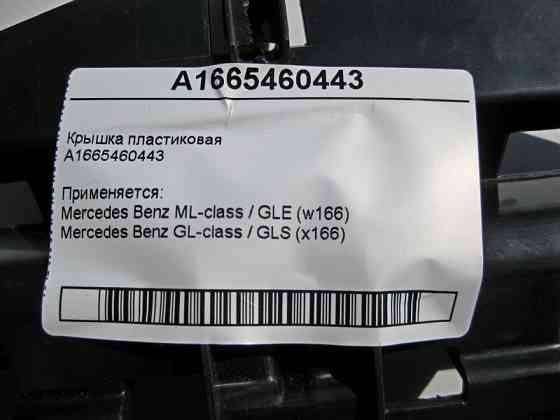 A1665460443
Крышка пластиковая
A1665460443
Применяется:
Mercedes Benz ML-class / GLE (w166)
Mercedes Benz GL-class / GLS (x166)